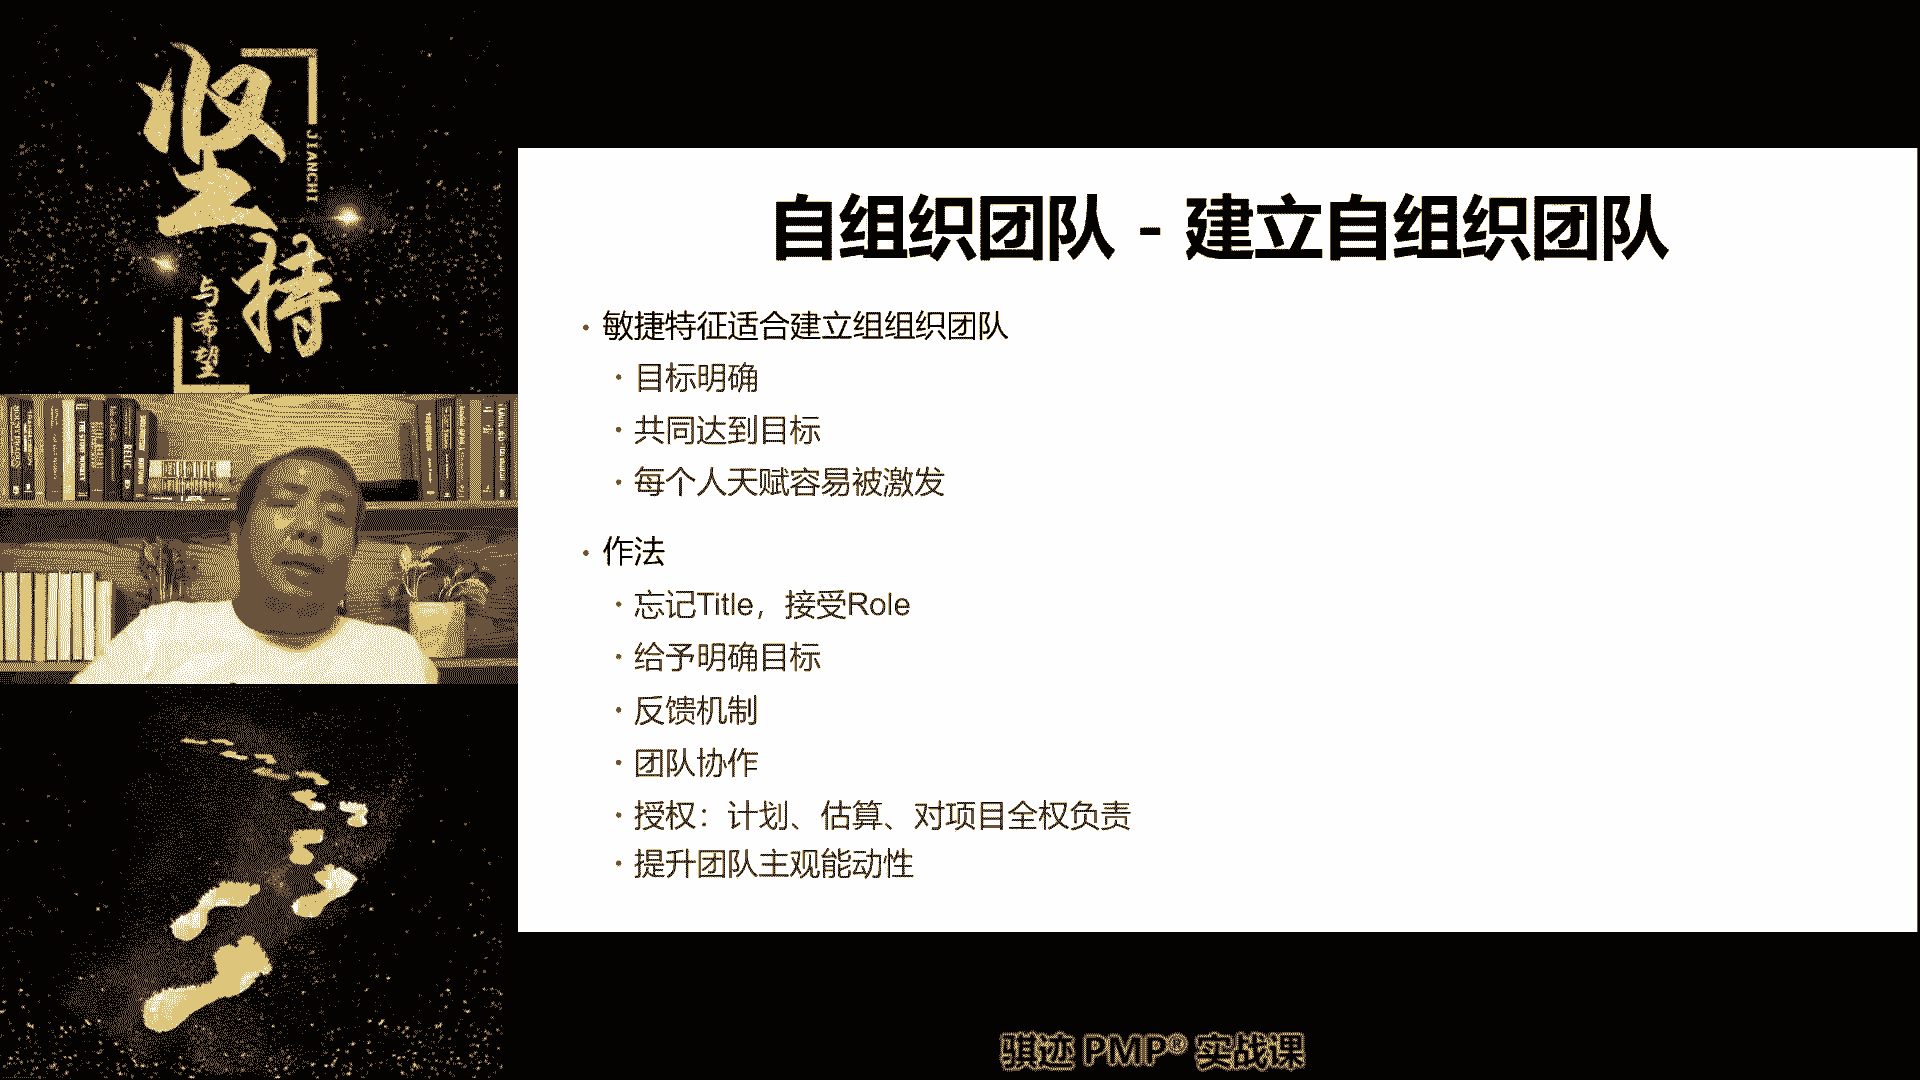 坚持
JIANCHI
与希望
自组织团队 - 建立自组织团队
· 敏捷特征适合建立组组织团队
· 目标明确
· 共同达到目标
· 每个人天赋容易被激发
· 作法
· 忘记Title，接受Role
· 给予明确目标
· 反馈机制
· 团队协作
· 授权：计划、估算、对项目全权负责
· 提升团队主观能动性
骐迹 PMP® 实战课